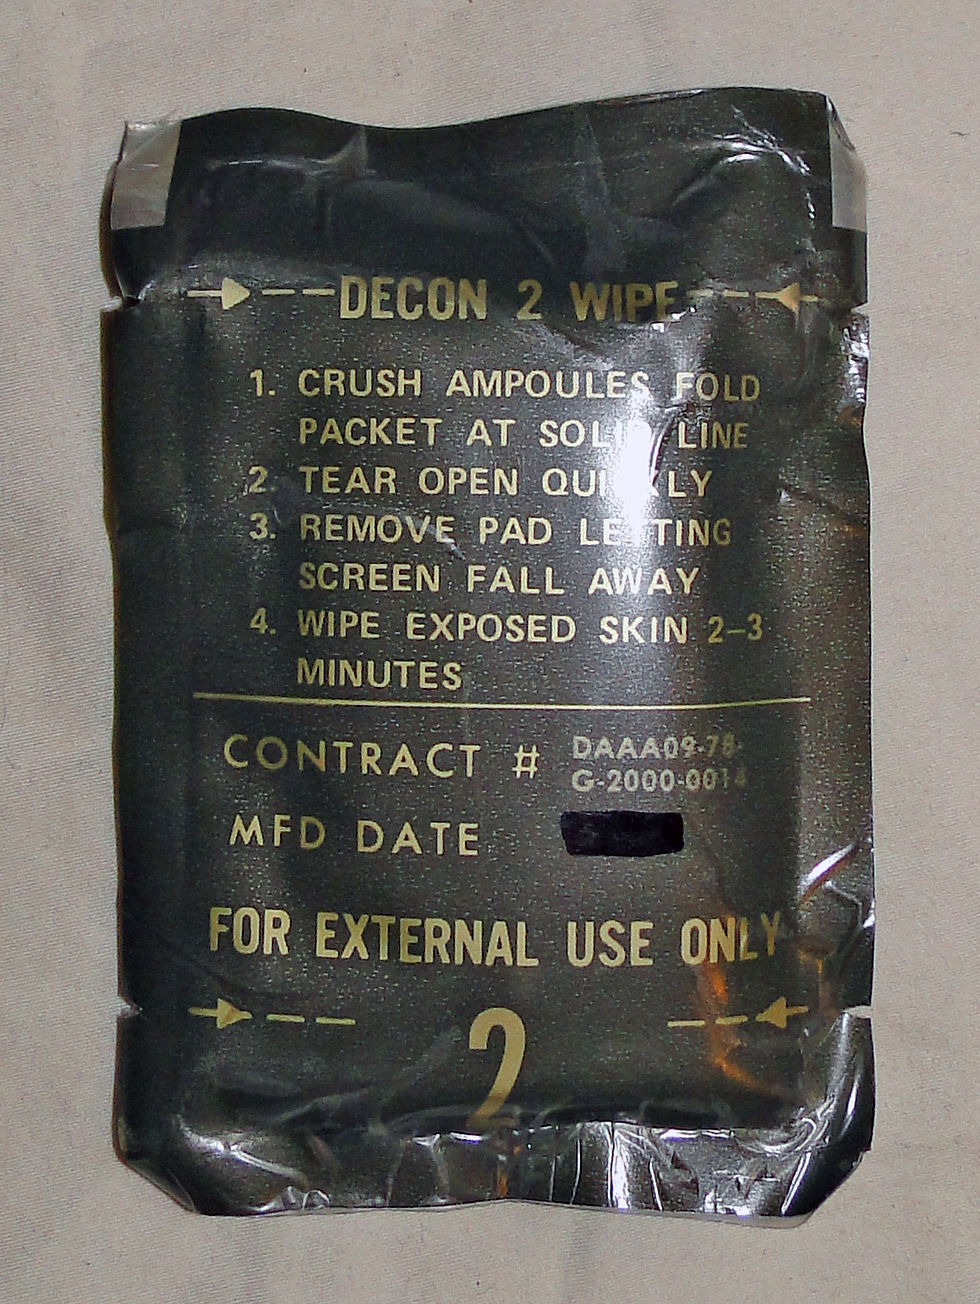 DECON 2 WIPE
1. CRUSH AMPOULES FOLD
PACKET AT SOLID LINE
2. TEAR OPEN QUICKLY
3. REMOVE PAD LETTING
SCREEN FALL AWAY
4. WIPE EXPOSED SKIN 2–3
MINUTES
CONTRACT # DAAA09-78-
G-2000-0014
MFD DATE
FOR EXTERNAL USE ONLY
2